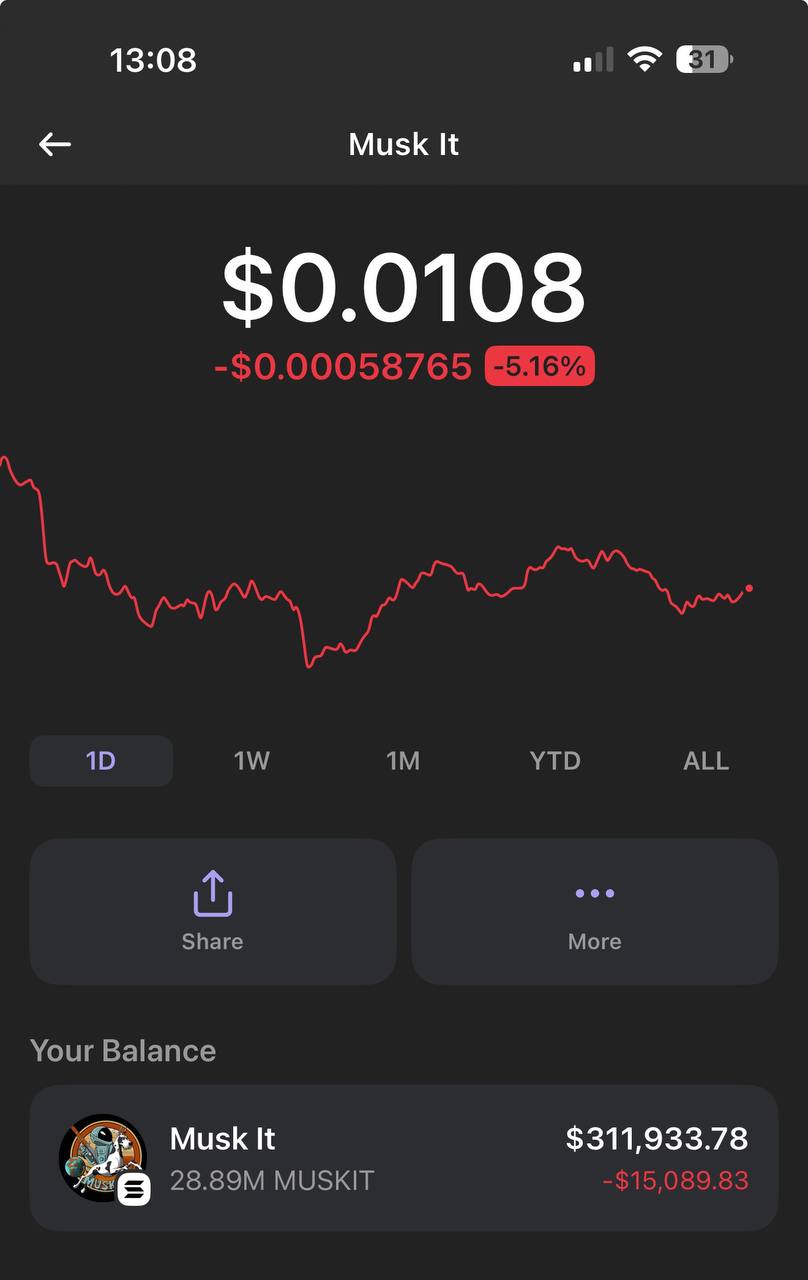 13:08 31
Musk It
$0.0108
-$0.00058765 -5.16%
1D 1W 1M YTD ALL
Share More
Your Balance
Musk It $311,933.78
28.89M MUSKIT -$15,089.83